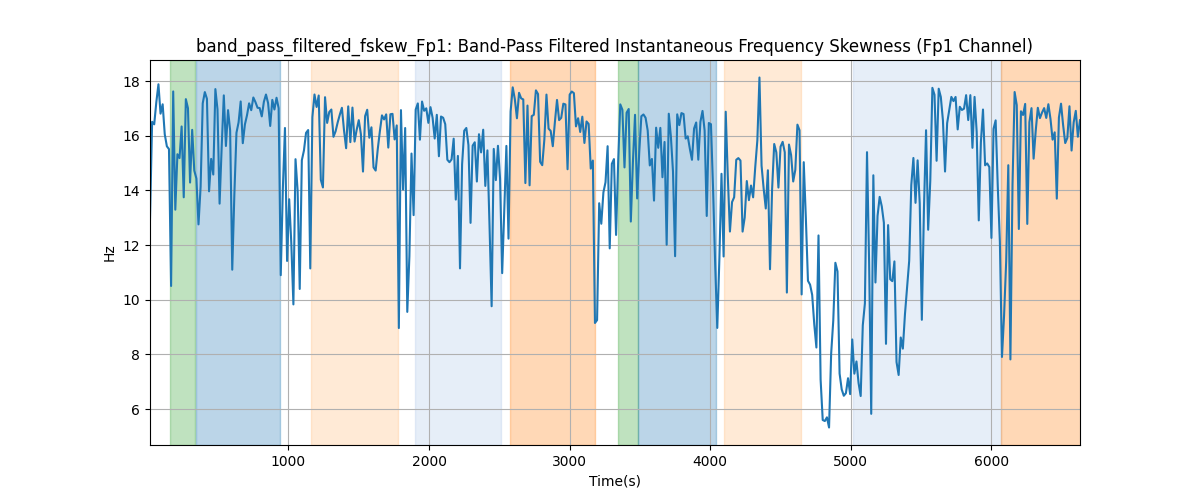 band_pass_filtered_fskew_Fp1: Band-Pass Filtered Instantaneous Frequency Skewness (Fp1 Channel)
18
16
14
12
10
8
6
Hz
1000 2000 3000 4000 5000 6000
Time(s)